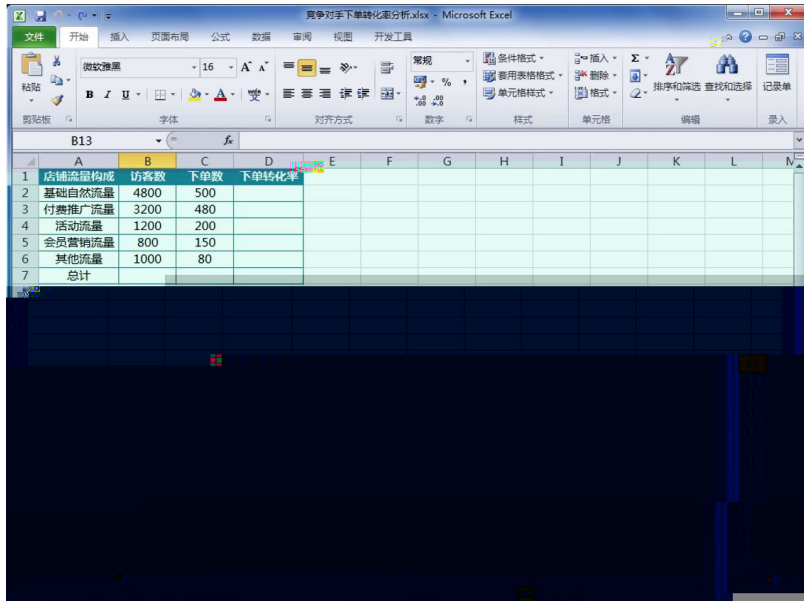 竞争对手下单转化率分析.xlsx - Microsoft Excel
文件 开始 插入 页面布局 公式 数据 审阅 视图 开发工具
微软雅黑 16 常规 条件格式 插入 Σ
粘贴 套用表格格式 删除 排序和筛选 查找和选择 记录单
B I U A % , 单元格样式 格式
剪贴板 字体 对齐方式 数字 样式 单元格 编辑 录入
B13 fx
A B C D E F G H I J K L M
1 店铺流量构成 访客数 下单数 下单转化率
2 基础自然流量 4800 500
3 付费推广流量 3200 480
4 活动流量 1200 200
5 会员营销流量 800 150
6 其他流量 1000 80
7 总计